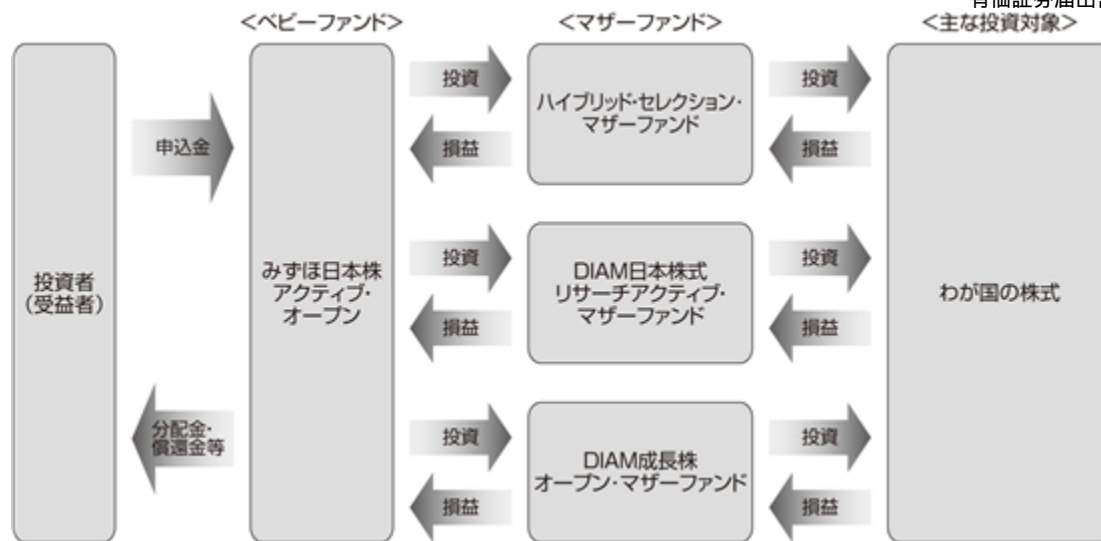 <ベビーファンド>
<マザーファンド>
<主な投資対象>
投資者
(受益者)
申込金
分配金・
償還金等
みずほ日本株
アクティブ・
オープン
投資
損益
ハイブリッド・セレクション・
マザーファンド
投資
損益
投資
損益
DIAM日本株式
リサーチアクティブ・
マザーファンド
投資
損益
投資
損益
DIAM成長株
オープン・マザーファンド
投資
損益
わが国の株式